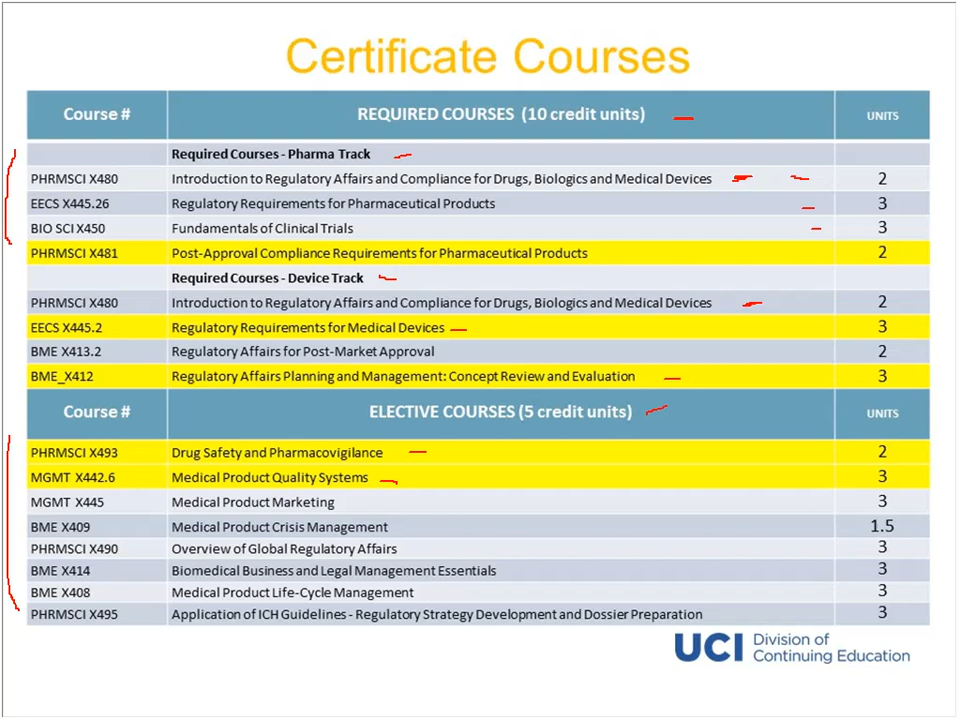 Certificate Courses
Course # REQUIRED COURSES (10 credit units) UNITS
Required Courses - Pharma Track
PHRMSCI X480 Introduction to Regulatory Affairs and Compliance for Drugs, Biologics and Medical Devices 2
EECS X445.26 Regulatory Requirements for Pharmaceutical Products 3
BIO SCI X450 Fundamentals of Clinical Trials 3
PHRMSCI X481 Post-Approval Compliance Requirements for Pharmaceutical Products 2
Required Courses - Device Track
PHRMSCI X480 Introduction to Regulatory Affairs and Compliance for Drugs, Biologics and Medical Devices 2
EECS X445.2 Regulatory Requirements for Medical Devices 3
BME X413.2 Regulatory Affairs for Post-Market Approval 2
BME_X412 Regulatory Affairs Planning and Management: Concept Review and Evaluation 3
Course # ELECTIVE COURSES (5 credit units) UNITS
PHRMSCI X493 Drug Safety and Pharmacovigilance 2
MGMT X442.6 Medical Product Quality Systems 3
MGMT X445 Medical Product Marketing 3
BME X409 Medical Product Crisis Management 1.5
PHRMSCI X490 Overview of Global Regulatory Affairs 3
BME X414 Biomedical Business and Legal Management Essentials 3
BME X408 Medical Product Life-Cycle Management 3
PHRMSCI X495 Application of ICH Guidelines - Regulatory Strategy Development and Dossier Preparation 3
UCI Division of
Continuing Education